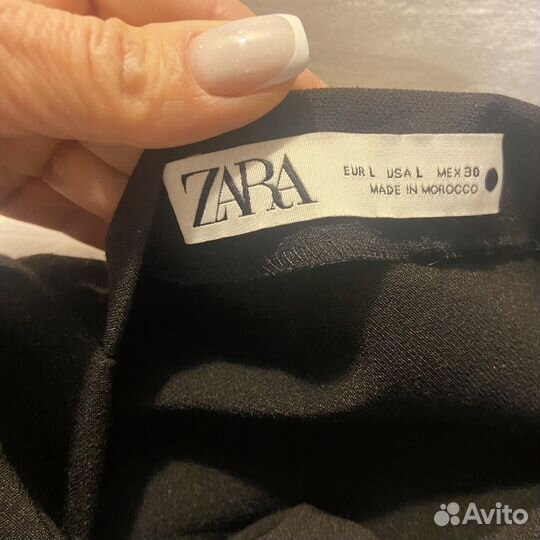 ZARA
EUR L USA L MEX 30
MADE IN MOROCCO
Avito